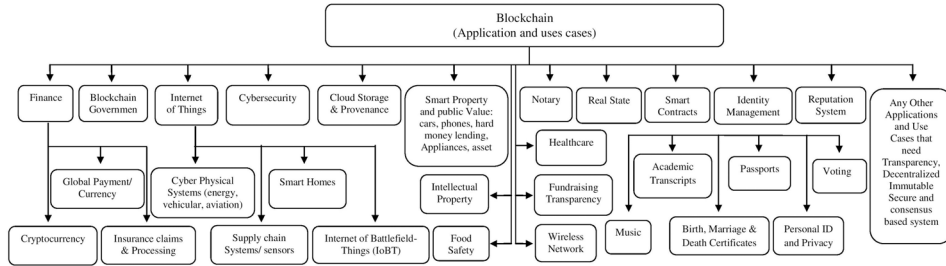 Blockchain
(Application and uses cases)
Finance
Blockchain
Governmen
Internet
of Things
Cybersecurity
Cloud Storage
& Provenance
Smart Property
and public Value:
cars, phones, hard
money lending,
Appliances, asset
Notary
Real State
Smart
Contracts
Identity
Management
Reputation
System
Any Other
Applications
and Use
Cases that
need
Transparency,
Decentralized
Immutable
Secure and
consensus
based system
Healthcare
Global Payment/
Currency
Cyber Physical
Systems (energy,
vehicular, aviation)
Smart Homes
Intellectual
Property
Fundraising
Transparency
Academic
Transcripts
Passports
Voting
Cryptocurrency
Insurance claims
& Processing
Supply chain
Systems/ sensors
Internet of Battlefield-
Things (IoBT)
Food
Safety
Wireless
Network
Music
Birth, Marriage &
Death Certificates
Personal ID
and Privacy